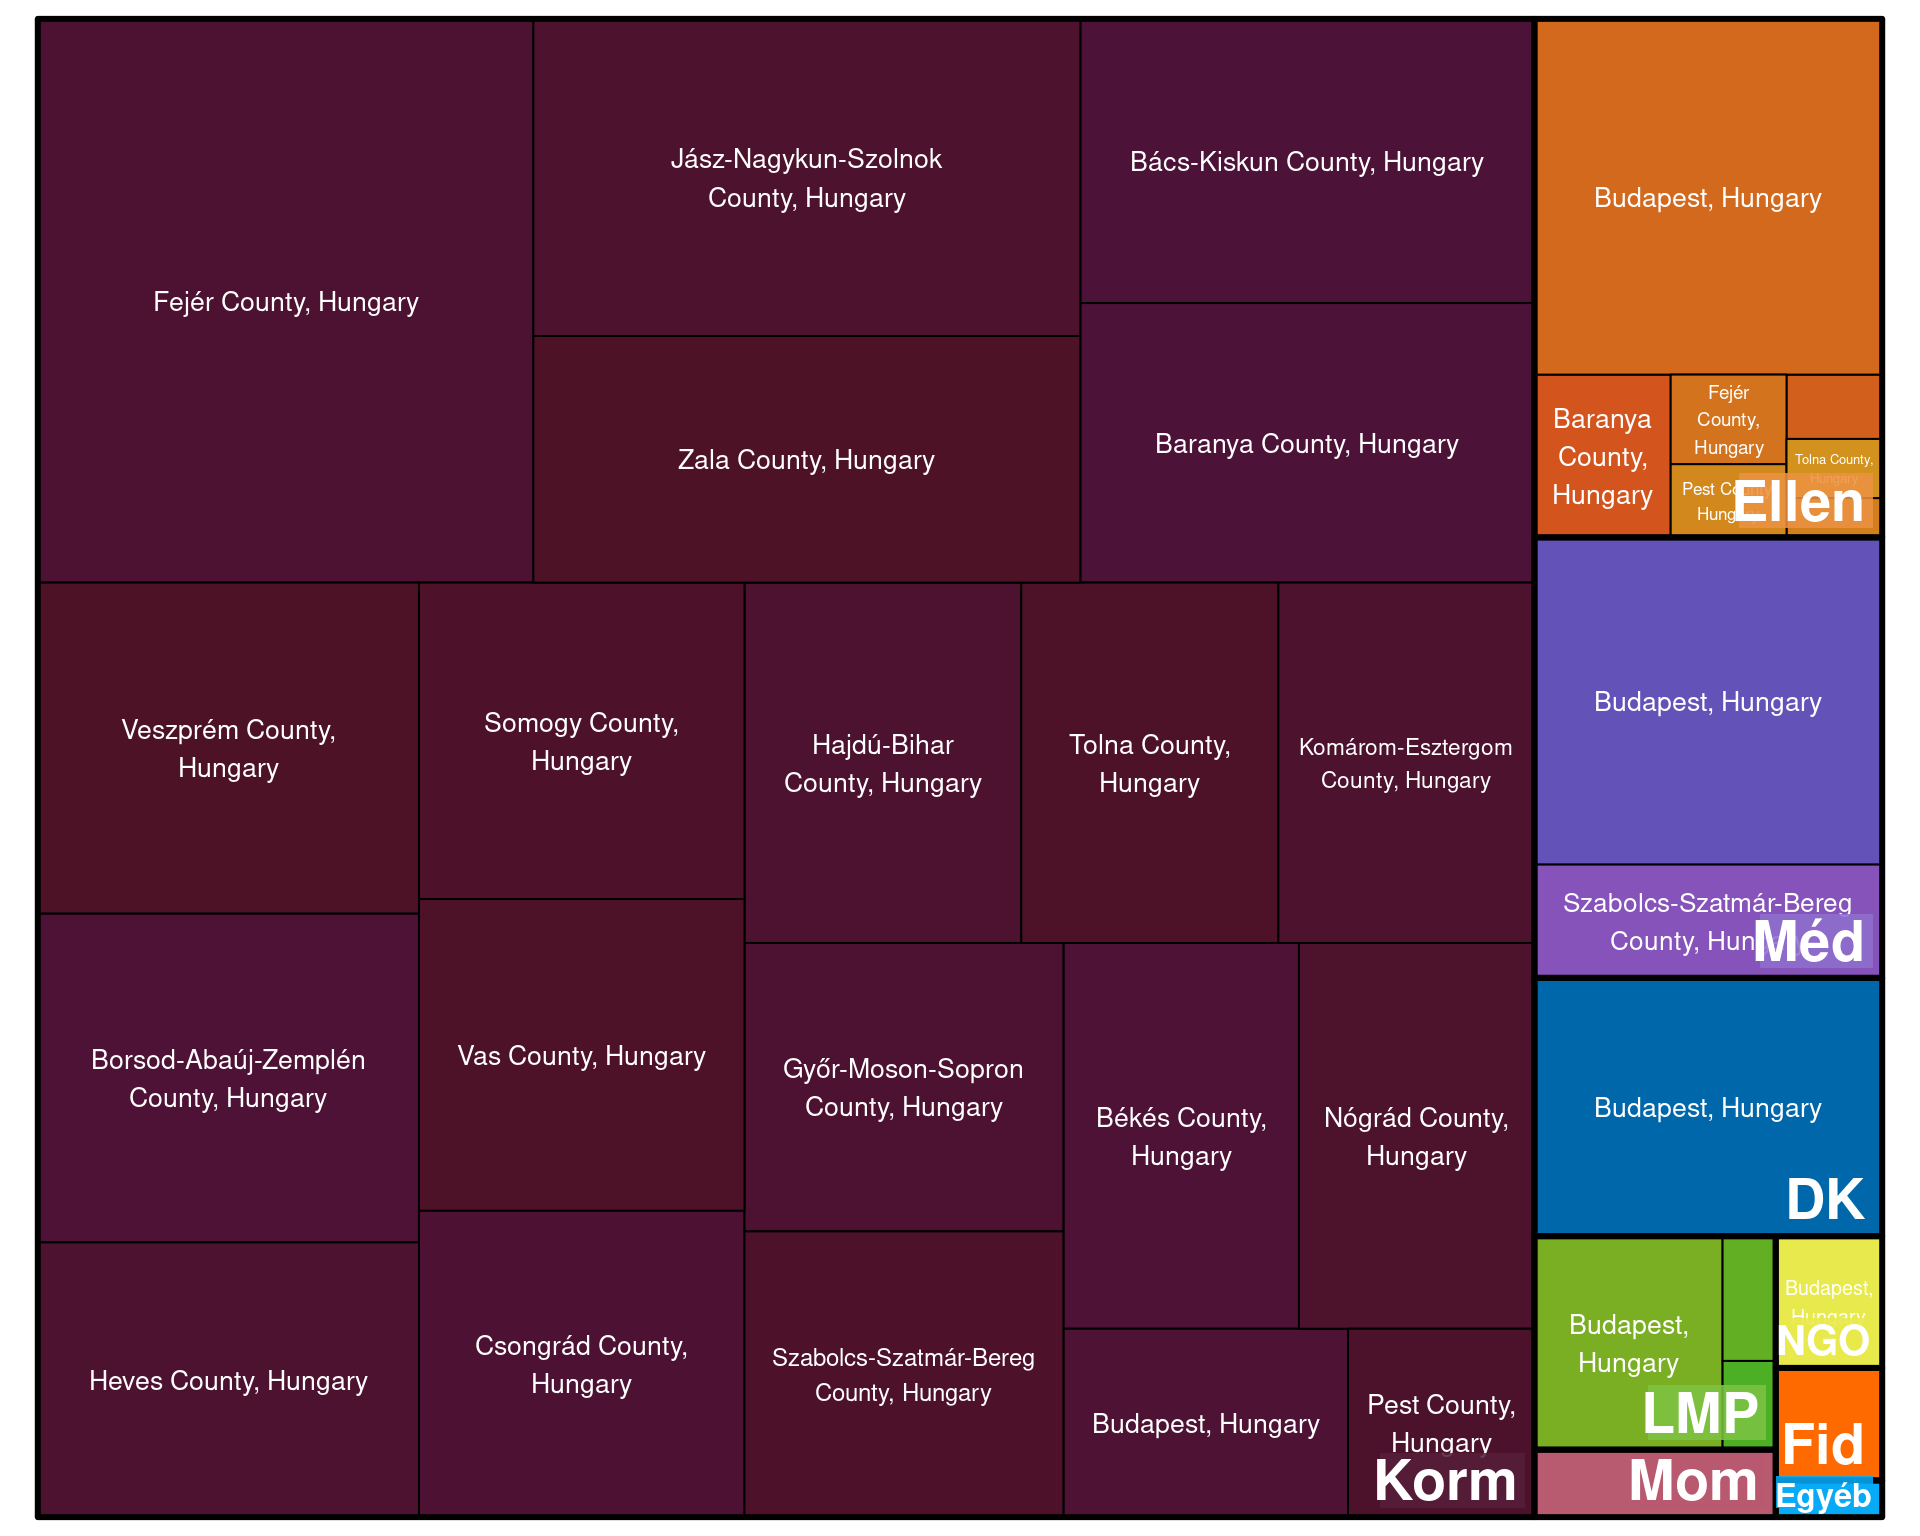 Fejér County, Hungary
Jász-Nagykun-Szolnok
County, Hungary
Zala County, Hungary
Bács-Kiskun County, Hungary
Baranya County, Hungary
Veszprém County,
Hungary
Borsod-Abaúj-Zemplén
County, Hungary
Heves County, Hungary
Somogy County,
Hungary
Vas County, Hungary
Csongrád County,
Hungary
Hajdú-Bihar
County, Hungary
Tolna County,
Hungary
Komárom-Esztergom
County, Hungary
Győr-Moson-Sopron
County, Hungary
Szabolcs-Szatmár-Bereg
County, Hungary
Békés County,
Hungary
Nógrád County,
Hungary
Budapest, Hungary
Pest County,
Hungary
Korm
Budapest, Hungary
Baranya
County,
Hungary
Fejér
County,
Hungary
Pest County,
Hungary
Tolna County,
Hungary
Ellen
Budapest, Hungary
Szabolcs-Szatmár-Bereg
County, Hungary
Méd
Budapest, Hungary
DK
Budapest,
Hungary
LMP
Budapest,
Hungary
NGO
Fid
Mom
Egyéb